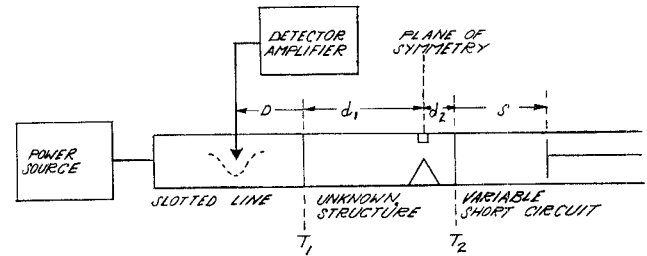 DETECTOR
AMPLIFIER
PLANE OF
SYMMETRY
D
d₁
d₂
S
POWER
SOURCE
SLOTTED LINE
UNKNOWN
STRUCTURE
VARIABLE
SHORT CIRCUIT
T₁
T₂